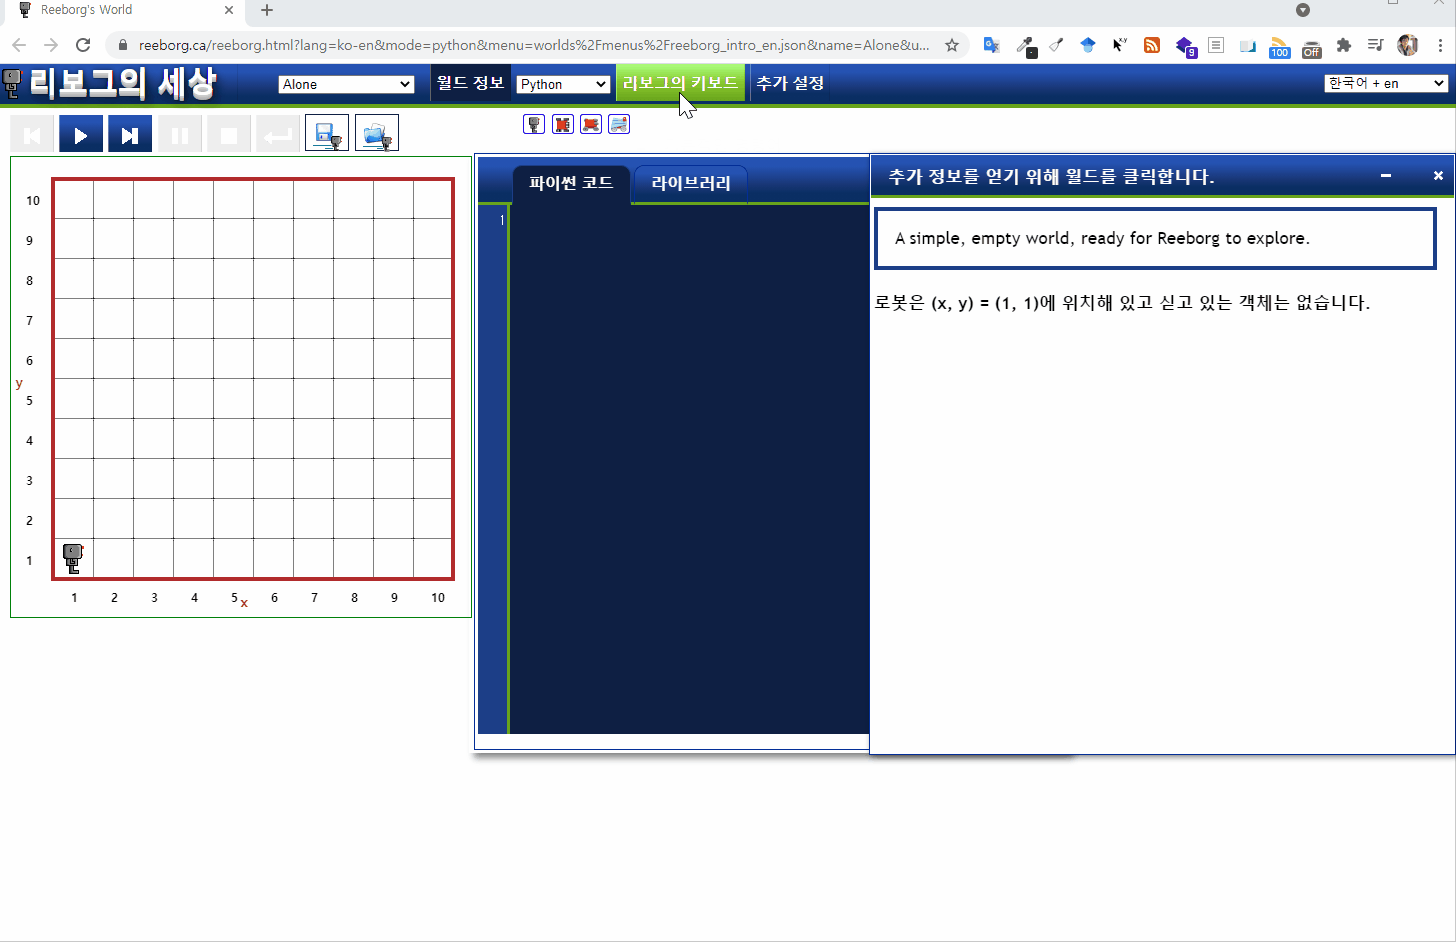 Reeborg's World
reeborg.ca/reeborg.html?lang=ko-en&mode=python&menu=worlds%2Fmenus%2Freeborg_intro_en.json&name=Alone&u...
9
100
Off
리보그의 세상
Alone
월드 정보
Python
리보그의 키보드
추가 설정
한국어 + en
파이썬 코드
라이브러리
1
추가 정보를 얻기 위해 월드를 클릭합니다.
A simple, empty world, ready for Reeborg to explore.
로봇은 (x, y) = (1, 1)에 위치해 있고 싣고 있는 객체는 없습니다.
10
9
8
7
6
y
5
4
3
2
1
1 2 3 4 5 x 6 7 8 9 10